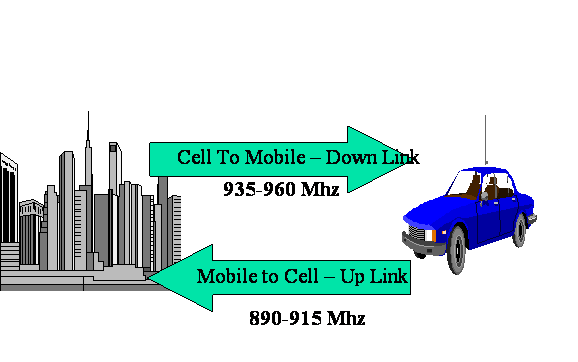 Cell To Mobile – Down Link
935-960 Mhz
Mobile to Cell – Up Link
890-915 Mhz